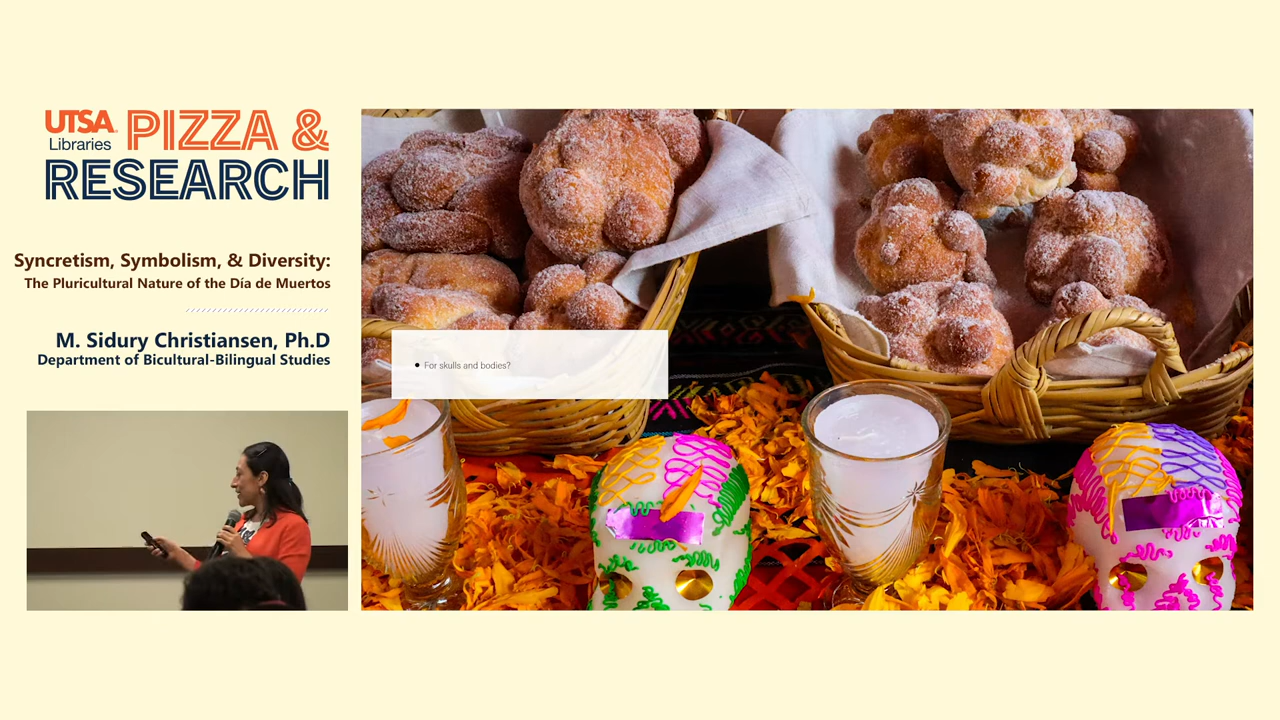 UTSA
Libraries
PIZZA &
RESEARCH
Syncretism, Symbolism, & Diversity:
The Pluricultural Nature of the Día de Muertos
M. Sidury Christiansen, Ph.D
Department of Bicultural-Bilingual Studies
● For skulls and bodies?